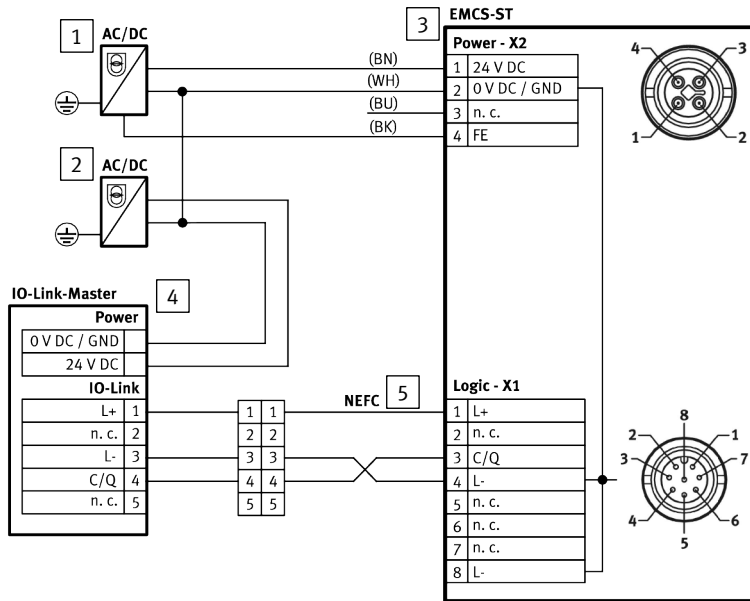 3 EMCS-ST
1 AC/DC
Power - X2
(BN) 1 24 V DC
(WH) 2 0 V DC / GND
(BU) 3 n. c.
(BK) 4 FE
4 3
1 2
2 AC/DC
IO-Link-Master 4
Power
0 V DC / GND
24 V DC
IO-Link
NEFC 5
Logic - X1
L+ 1 1 1 1 L+
n. c. 2 2 2 2 n. c.
L- 3 3 3 3 C/Q
C/Q 4 4 4 4 L-
n. c. 5 5 5 5 n. c.
6 n. c.
7 n. c.
8 L-
8
2 1
3 7
4 6
5